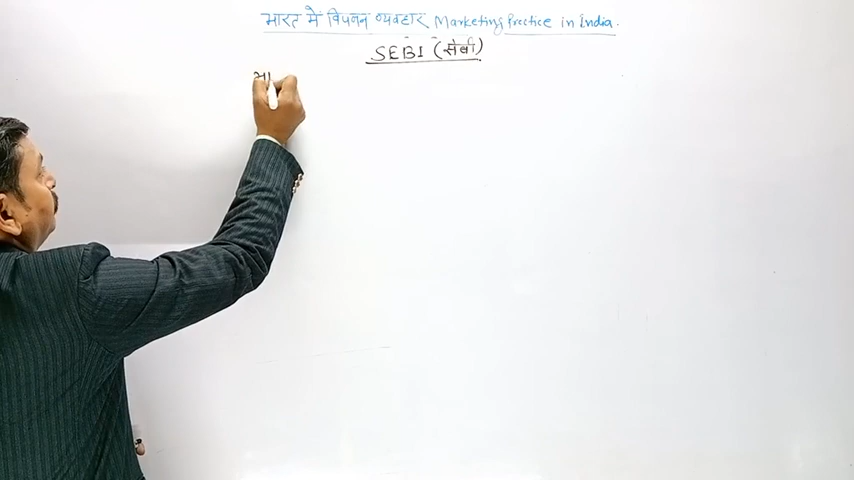 भारत में विपणन व्यवहार Marketing Practice in India.
SEBI (सेबी)
भा